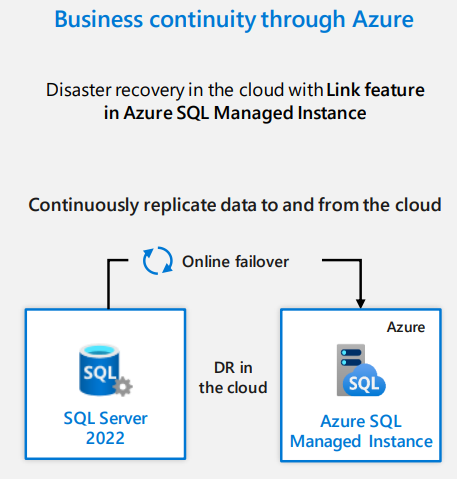 Business continuity through Azure
Disaster recovery in the cloud with Link feature
in Azure SQL Managed Instance
Continuously replicate data to and from the cloud
Online failover
SQL
SQL Server
2022
DR in
the cloud
Azure
SQL
Azure SQL
Managed Instance